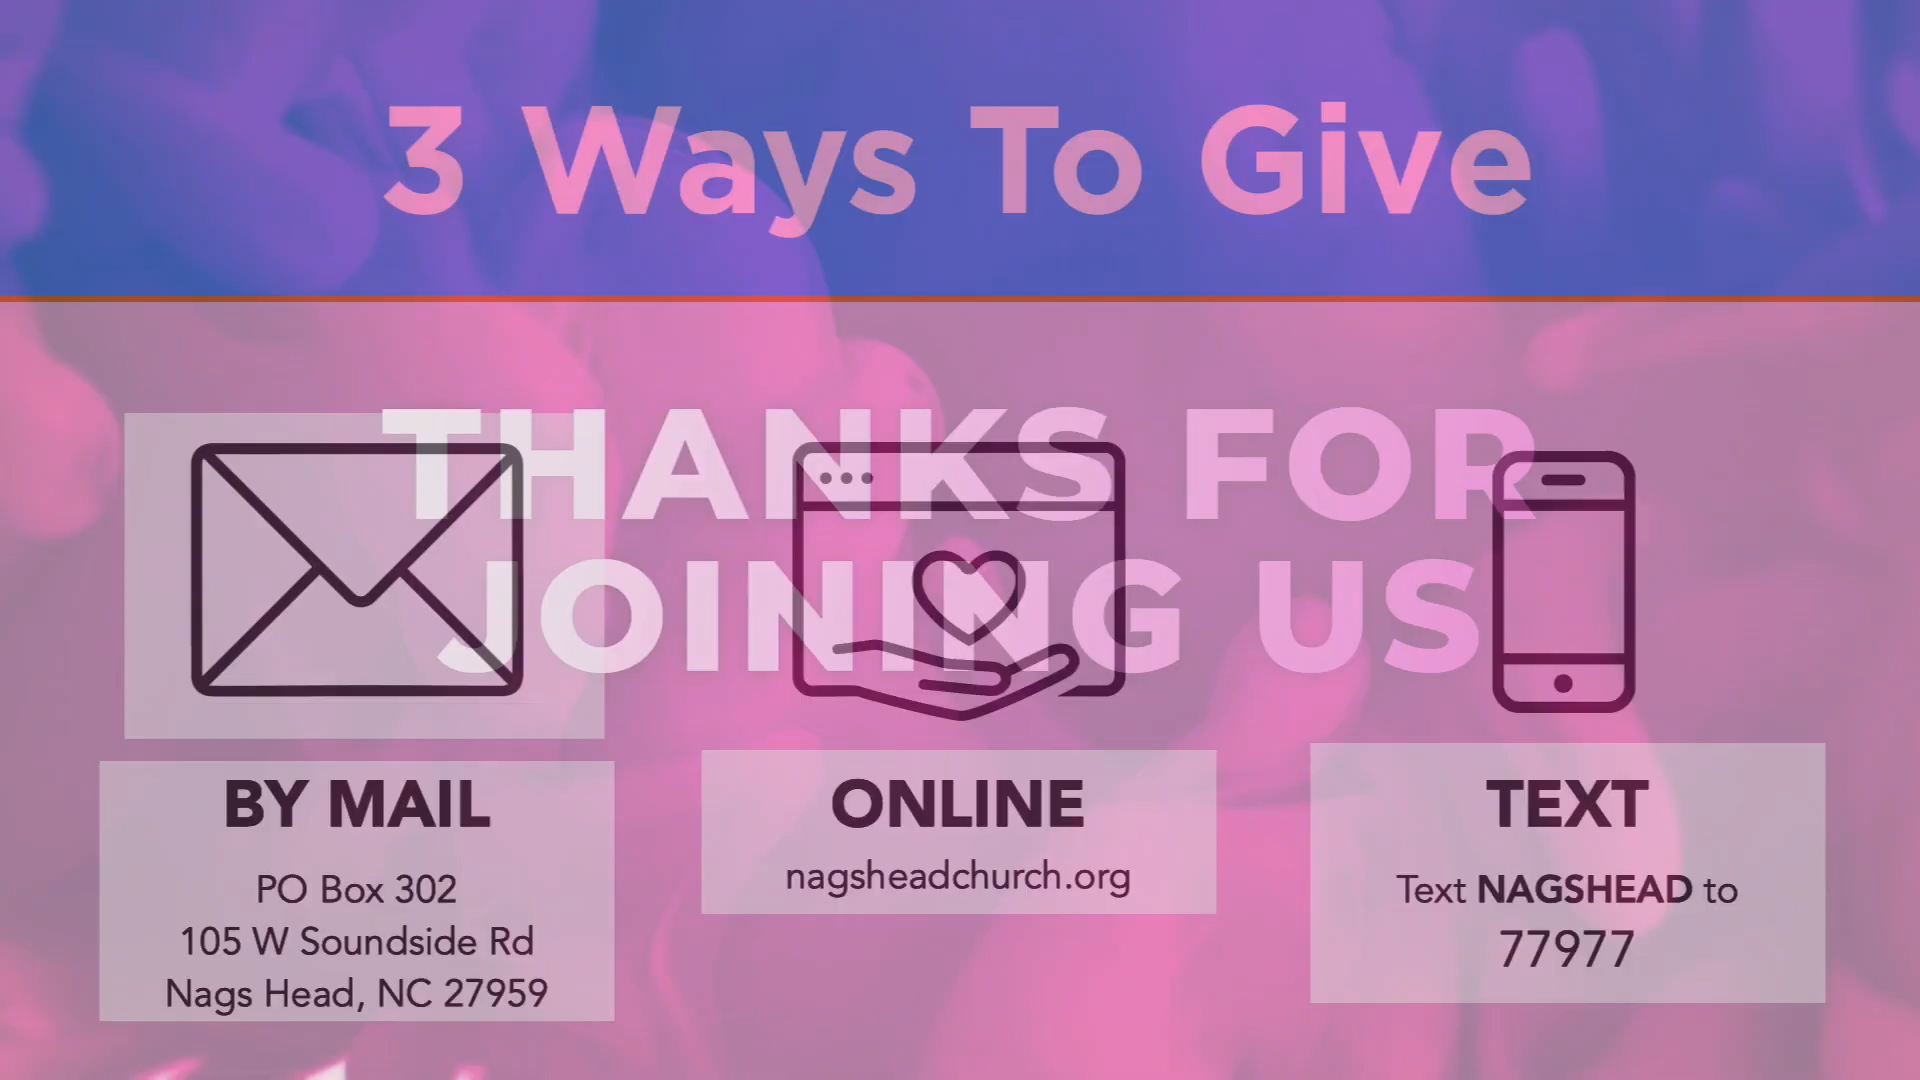 3 Ways To Give
THANKS FOR
JOINING US
BY MAIL
PO Box 302
105 W Soundside Rd
Nags Head, NC 27959
ONLINE
nagsheadchurch.org
TEXT
Text NAGSHEAD to
77977